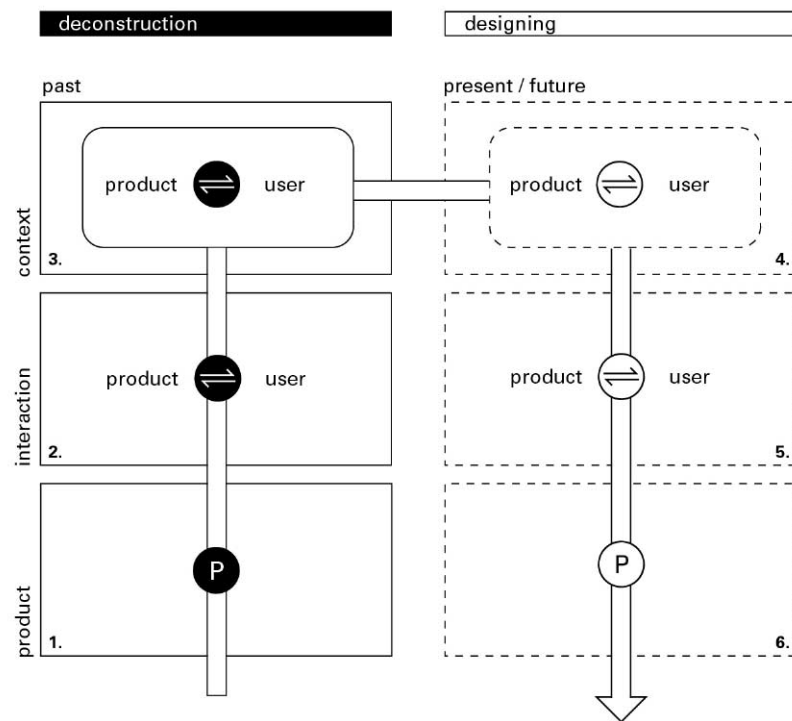 deconstruction
designing
past
present / future
product
user
product
user
context
3.
4.
product
user
product
user
interaction
2.
5.
P
P
product
1.
6.